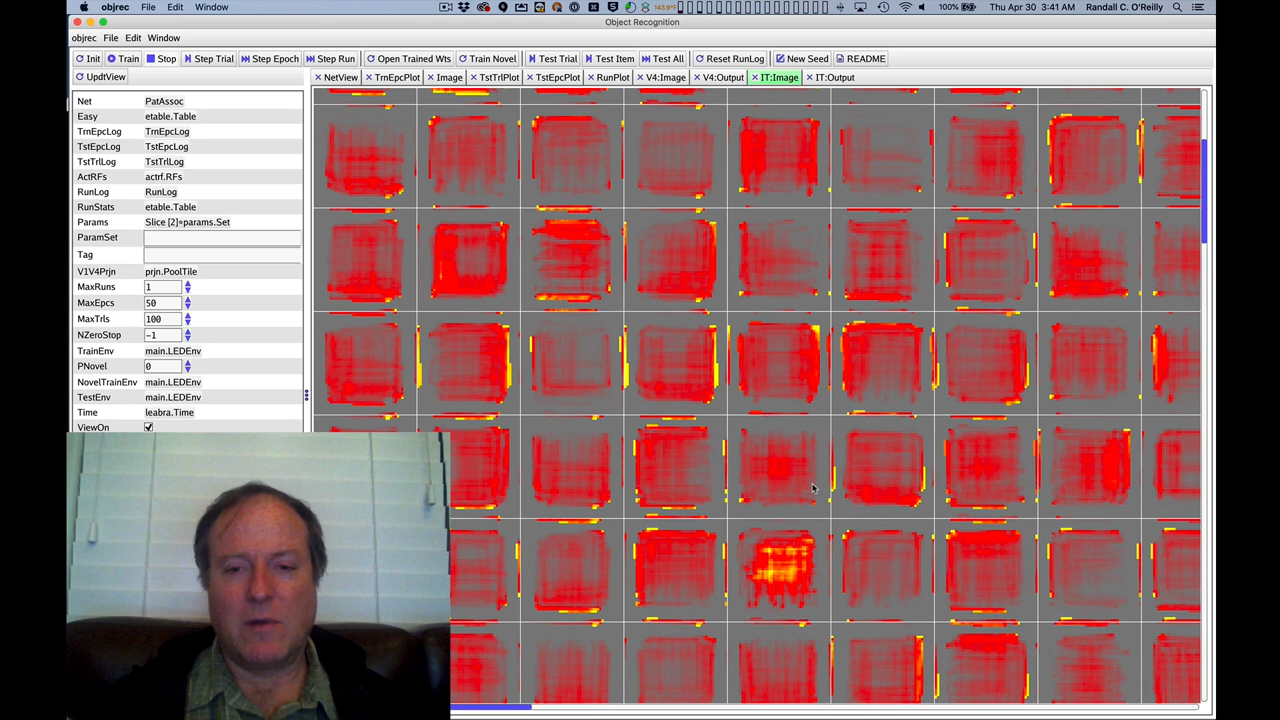 objrec File Edit Window 143.9°F 100% Thu Apr 30 3:41 AM Randall C. O'Reilly
Object Recognition
objrec File Edit Window
Init Train Stop Step Trial Step Epoch Step Run Open Trained Wts Train Novel Test Trial Test Item Test All Reset RunLog New Seed README
UpdtView
NetView TrnEpcPlot Image TstTrlPlot TstEpcPlot RunPlot V4:Image V4:Output IT:Image IT:Output
Net PatAssoc
Easy etable.Table
TrnEpcLog TrnEpcLog
TstEpcLog TstEpcLog
TstTrlLog TstTrlLog
ActRFs actrf.RFs
RunLog RunLog
RunStats etable.Table
Params Slice [2]*params.Set
ParamSet
Tag
V1V4Prjn prjn.PoolTile
MaxRuns 1
MaxEpcs 50
MaxTrls 100
NZeroStop -1
TrainEnv main.LEDEnv
PNovel 0
NovelTrainEnv main.LEDEnv
TestEnv main.LEDEnv
Time leabra.Time
ViewOn